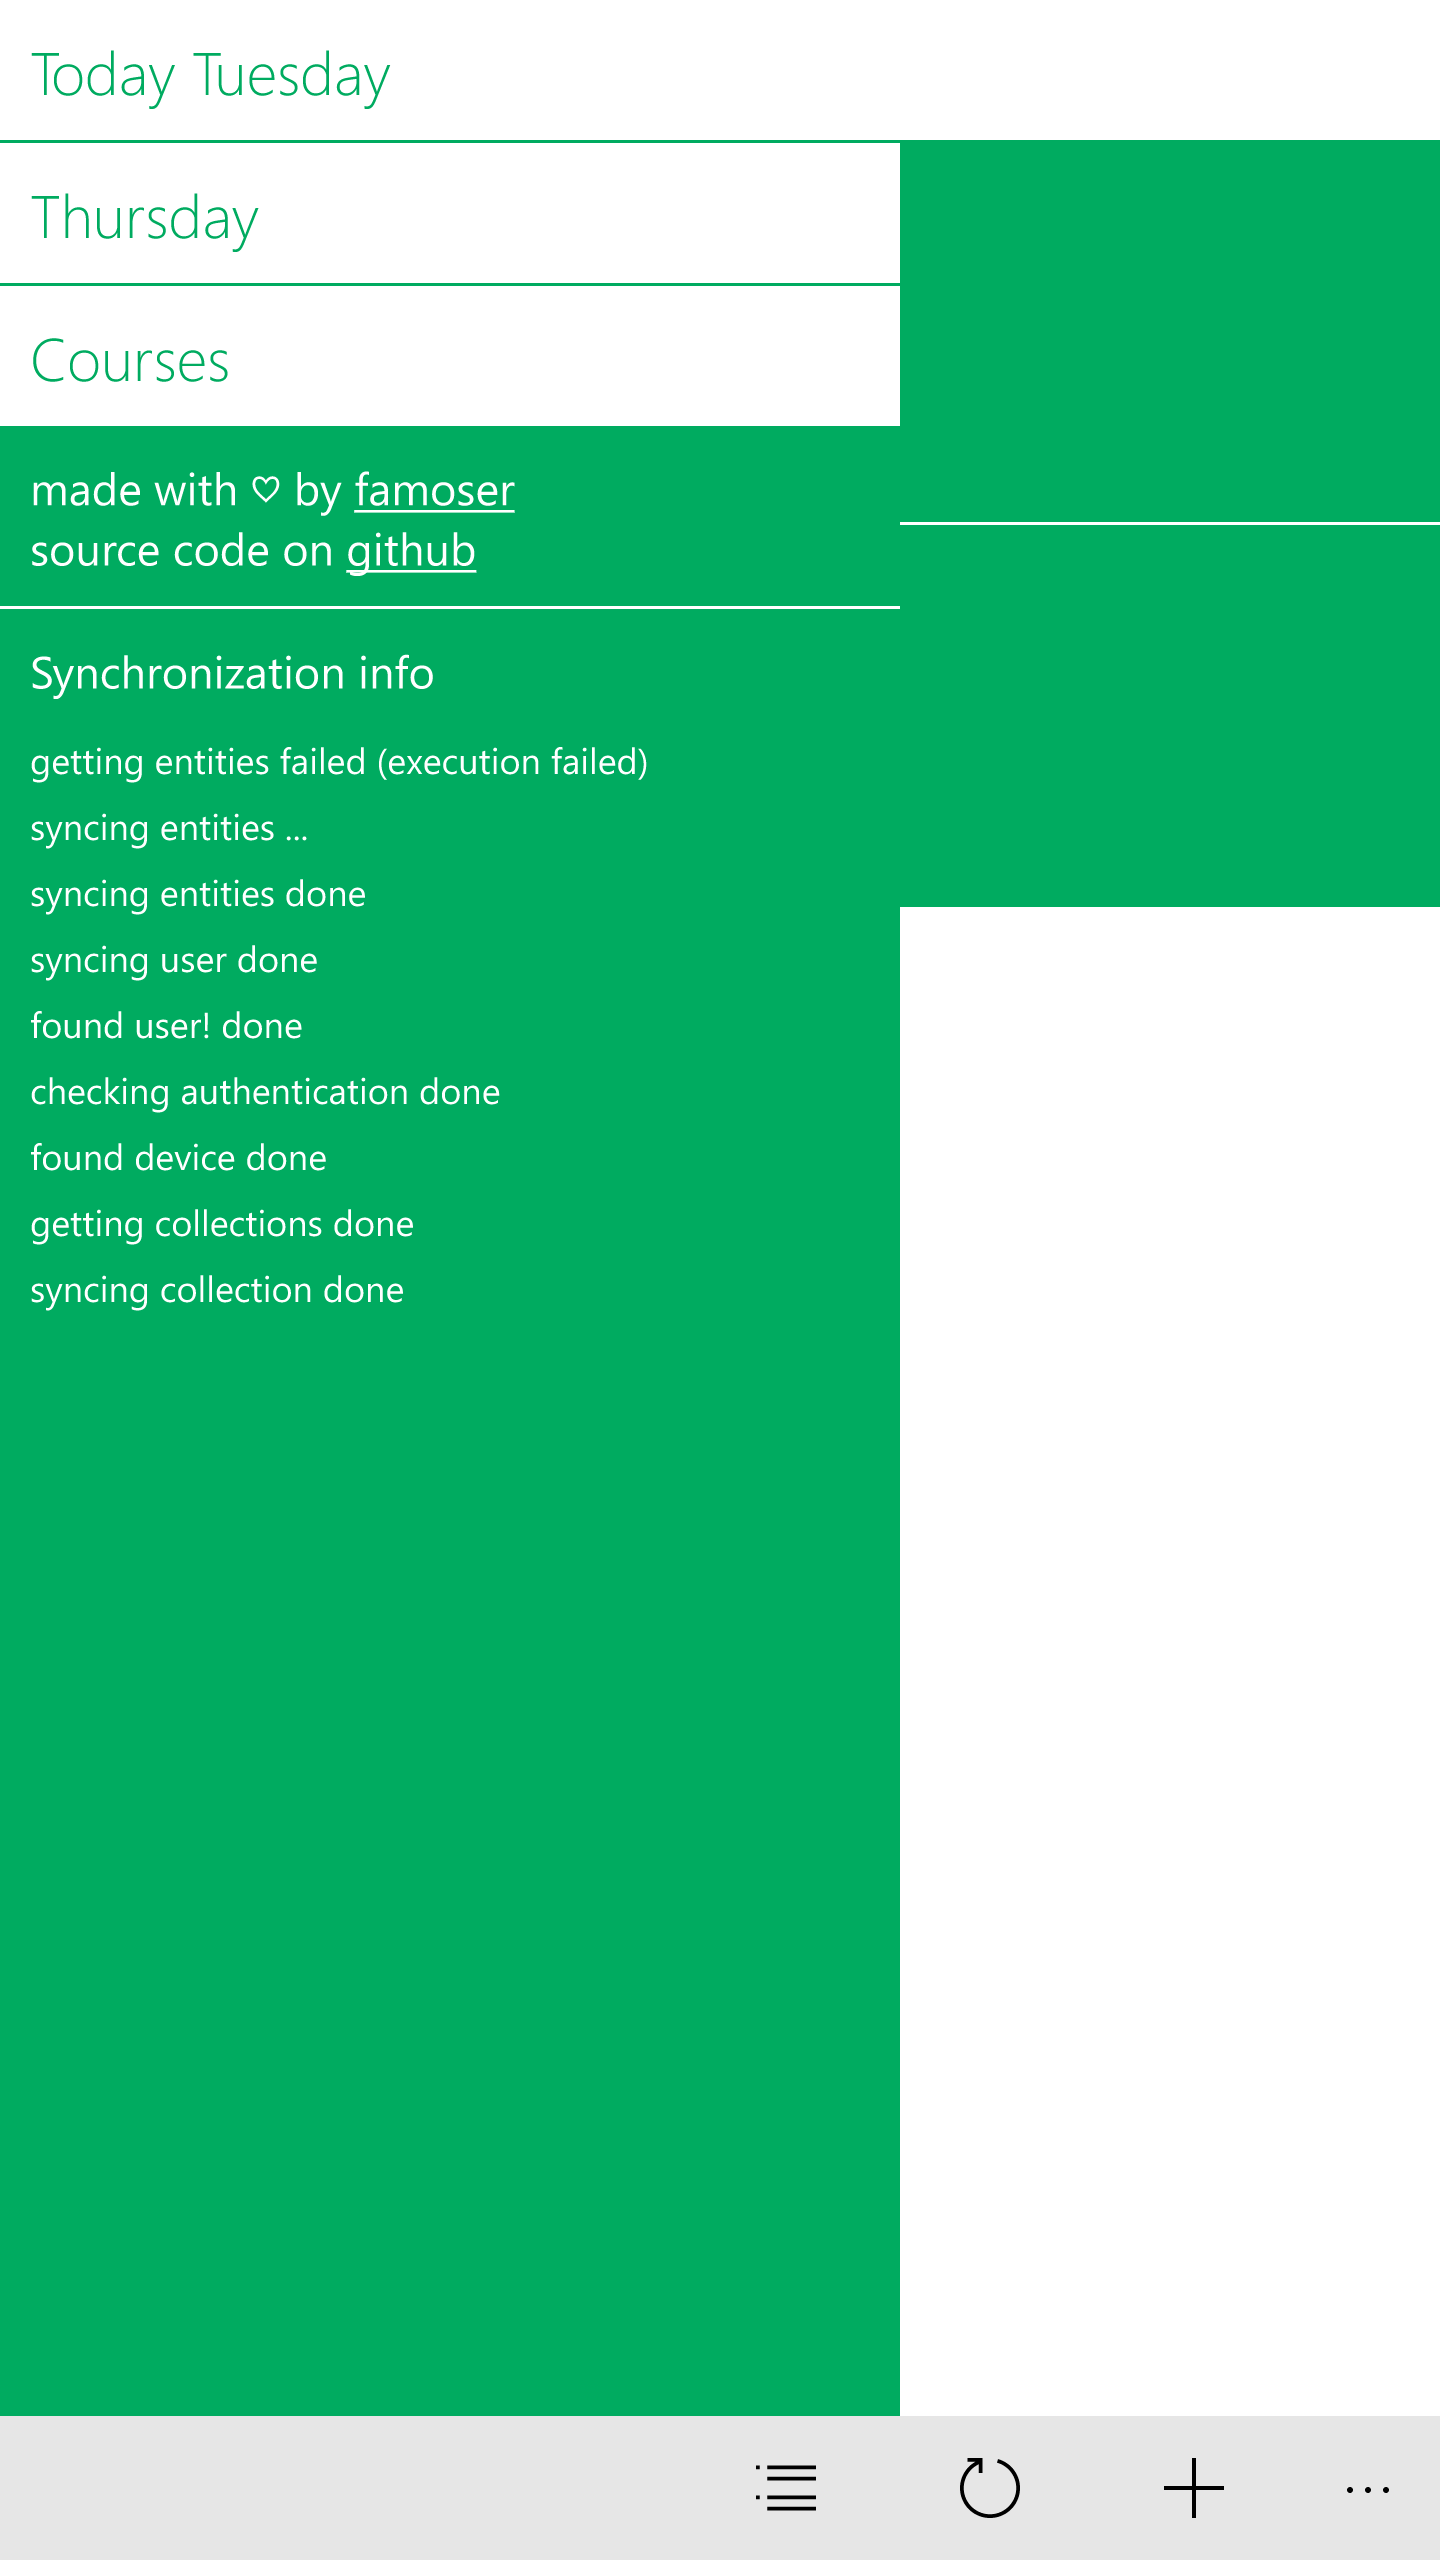 Today Tuesday
Thursday
Courses
made with ♡ by famoser
source code on github
Synchronization info
getting entities failed (execution failed)
syncing entities ...
syncing entities done
syncing user done
found user! done
checking authentication done
found device done
getting collections done
syncing collection done